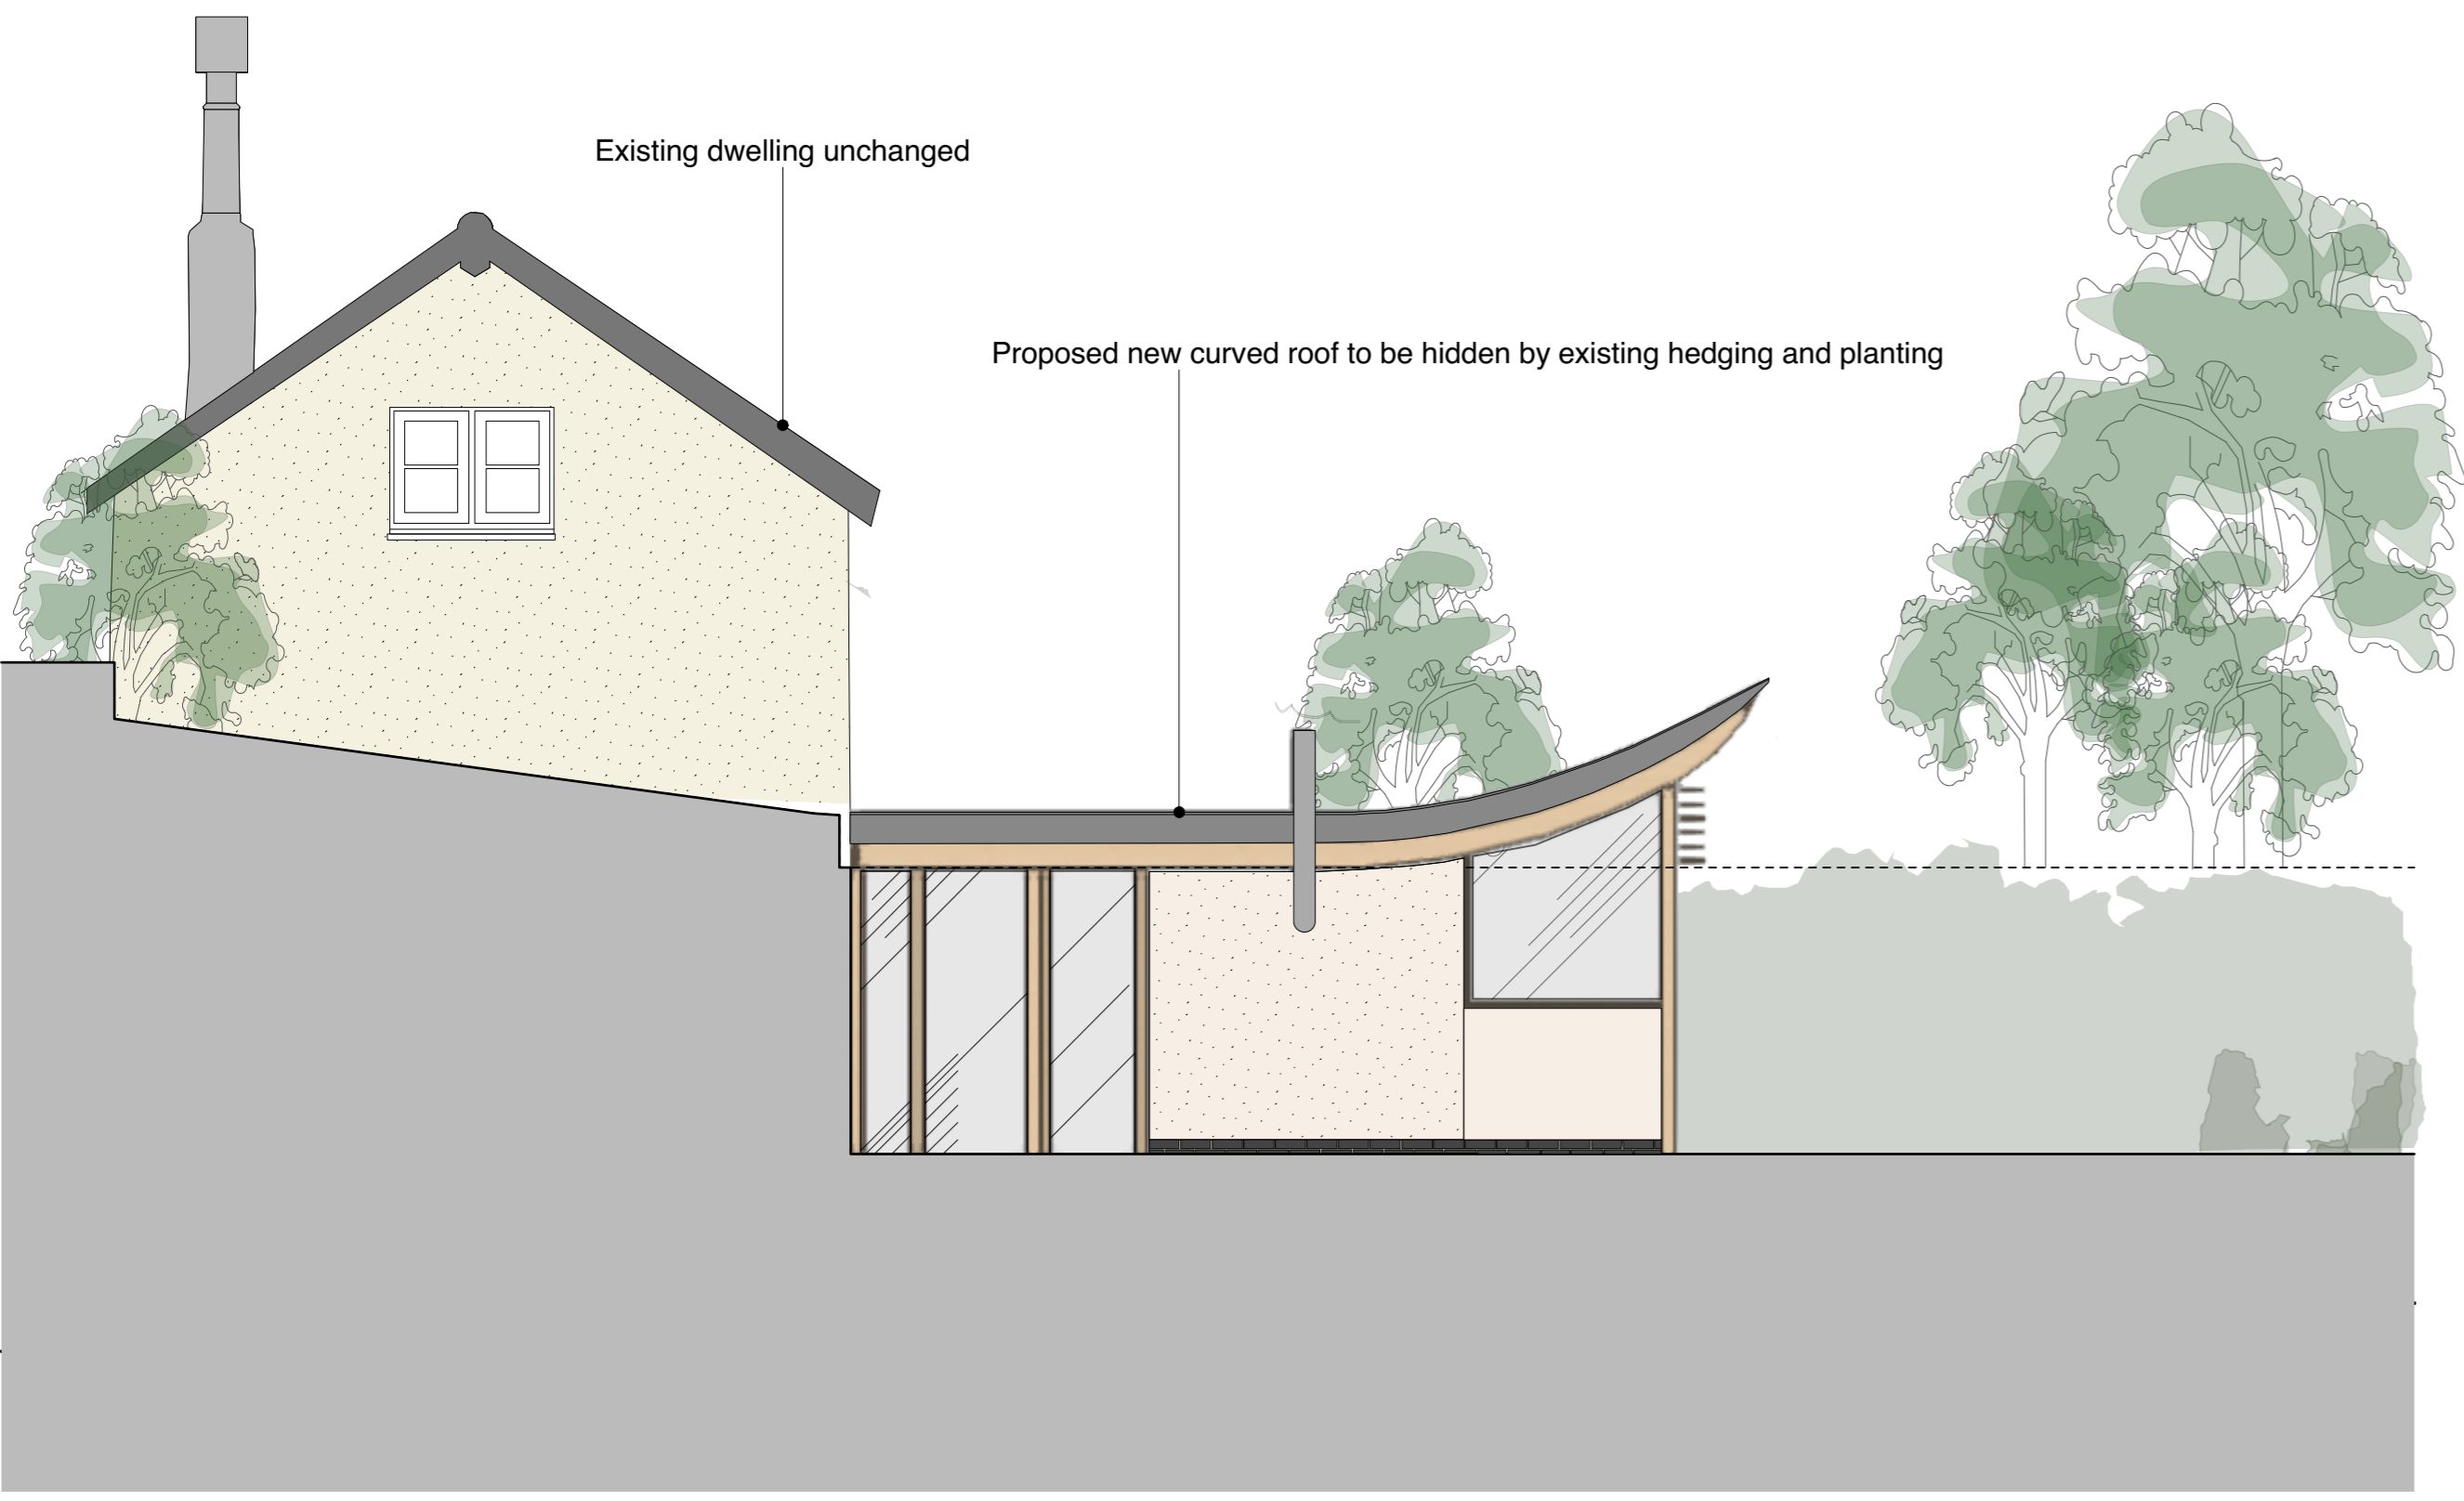 Existing dwelling unchanged
Proposed new curved roof to be hidden by existing hedging and planting